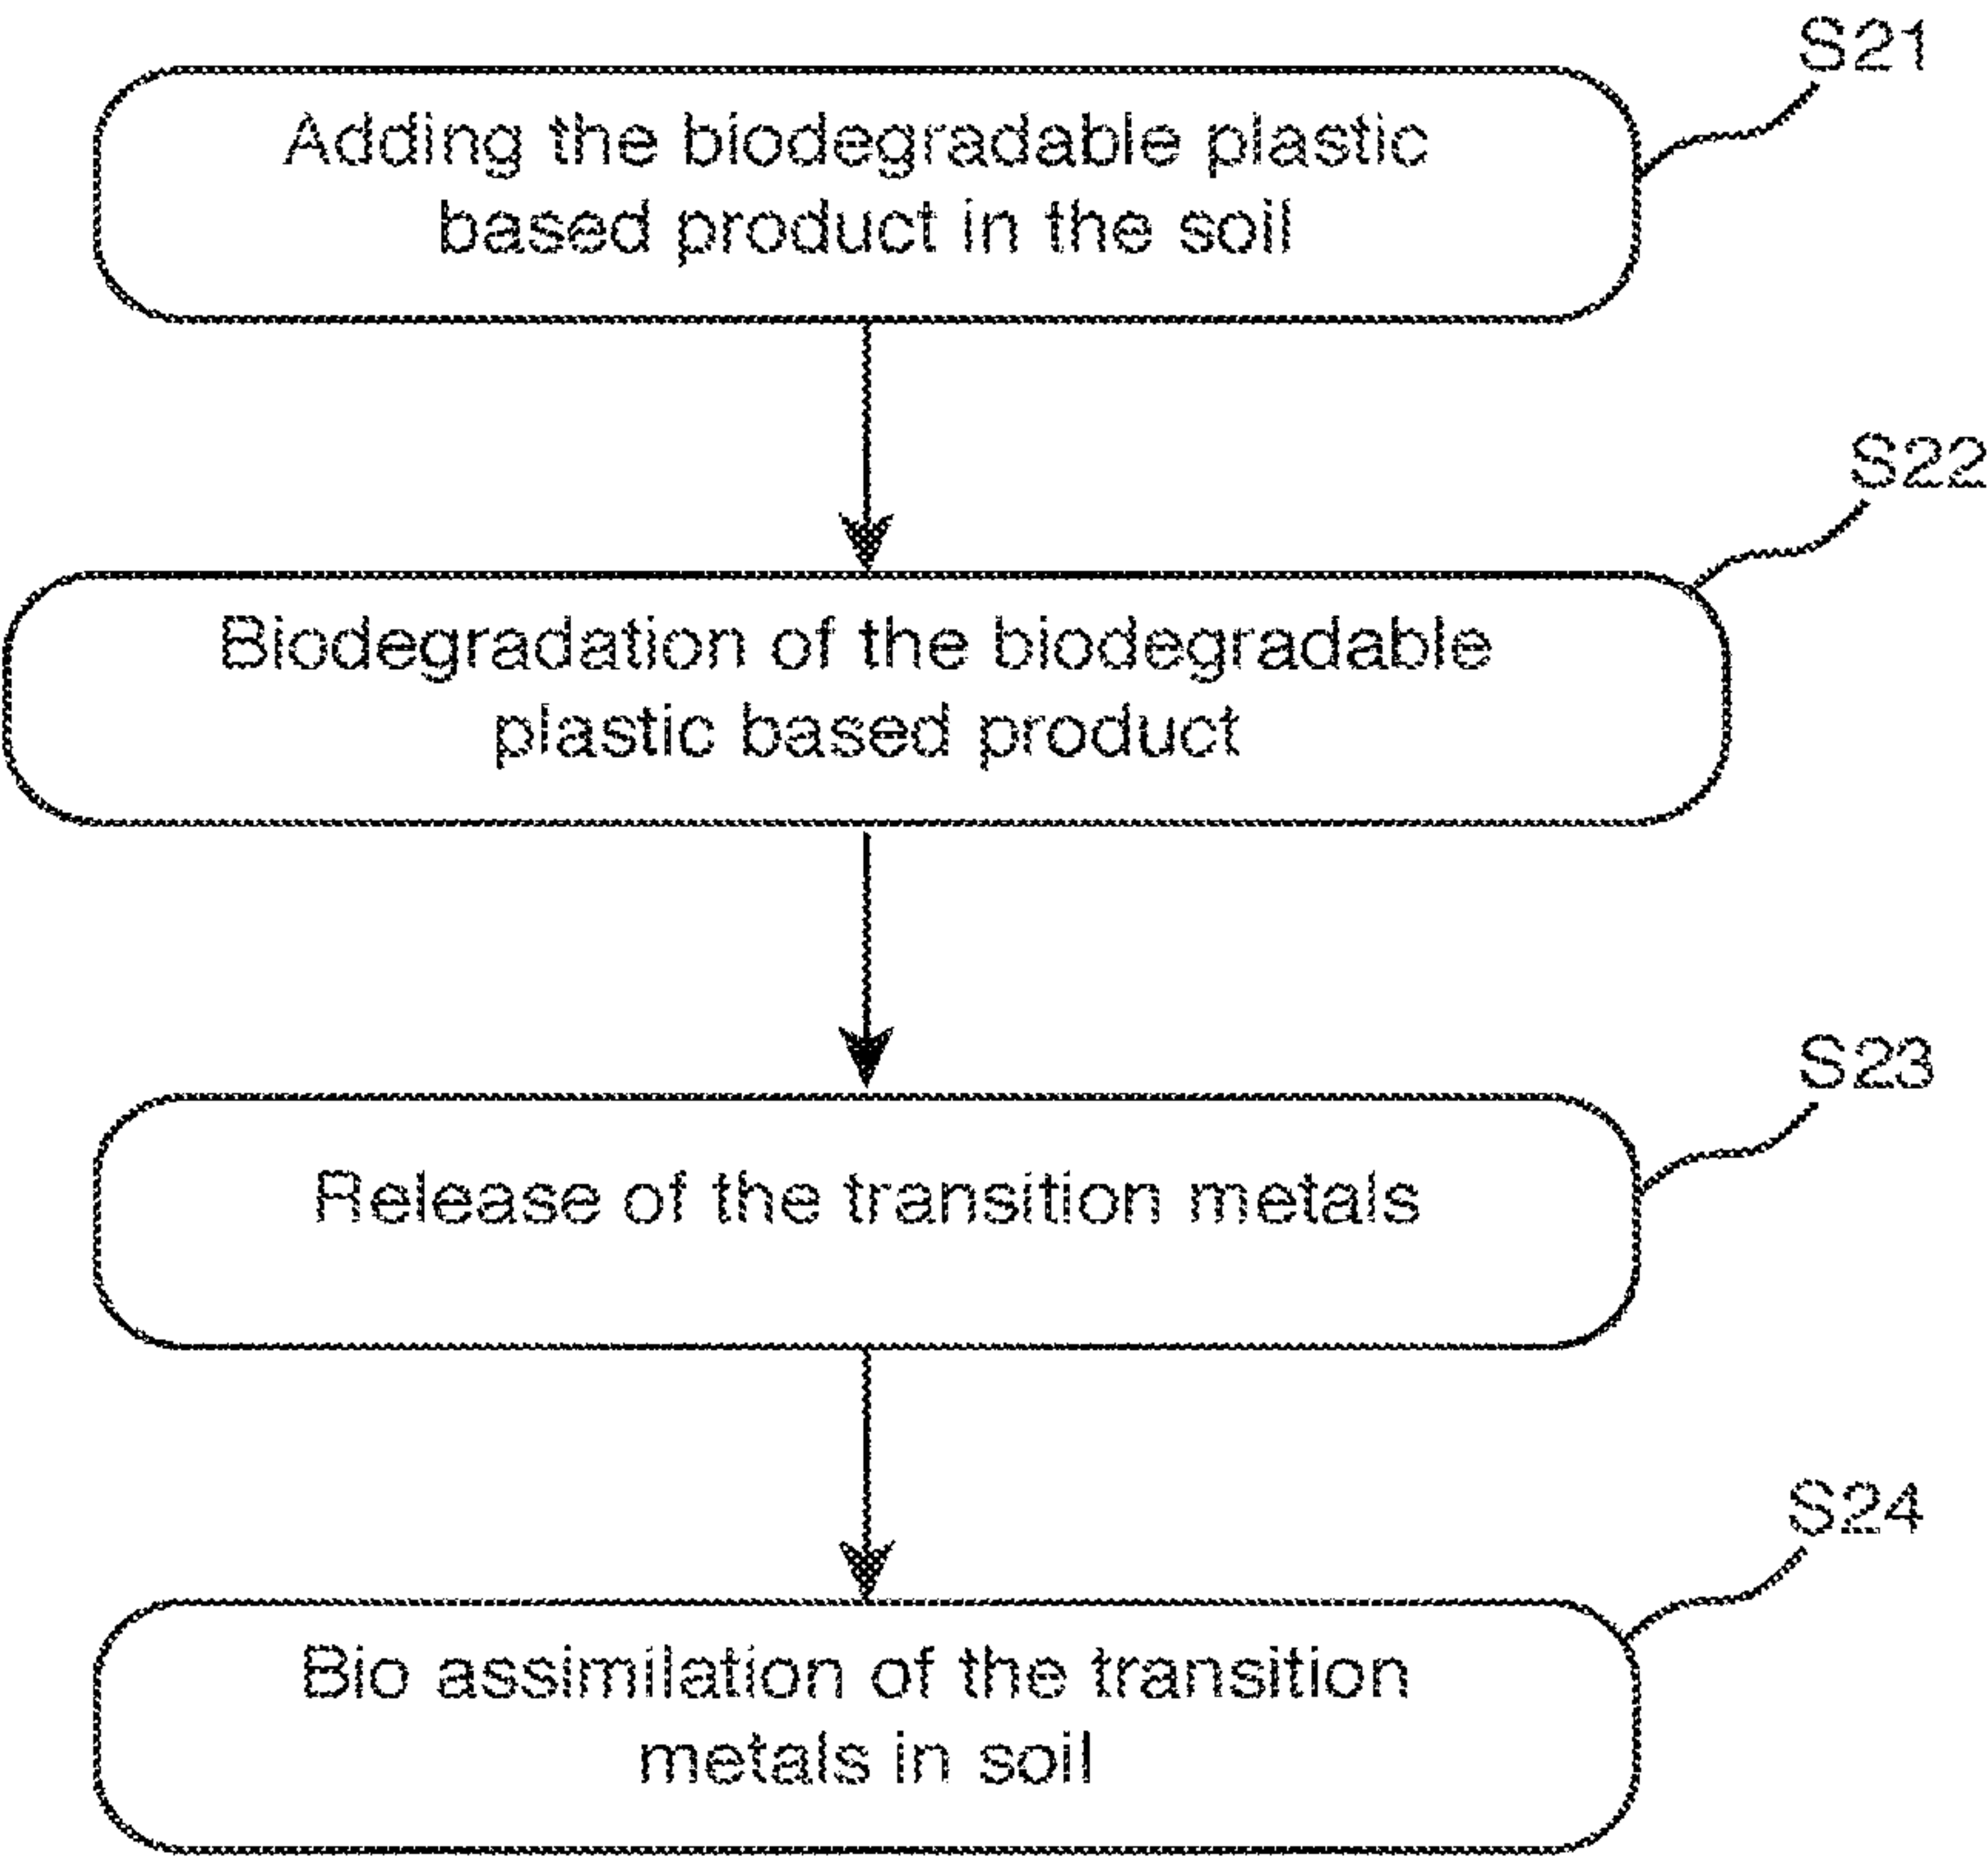 S21
Adding the biodegradable plastic
based product in the soil
S22
Biodegradation of the biodegradable
plastic based product
S23
Release of the transition metals
S24
Bio assimilation of the transition
metals in soil